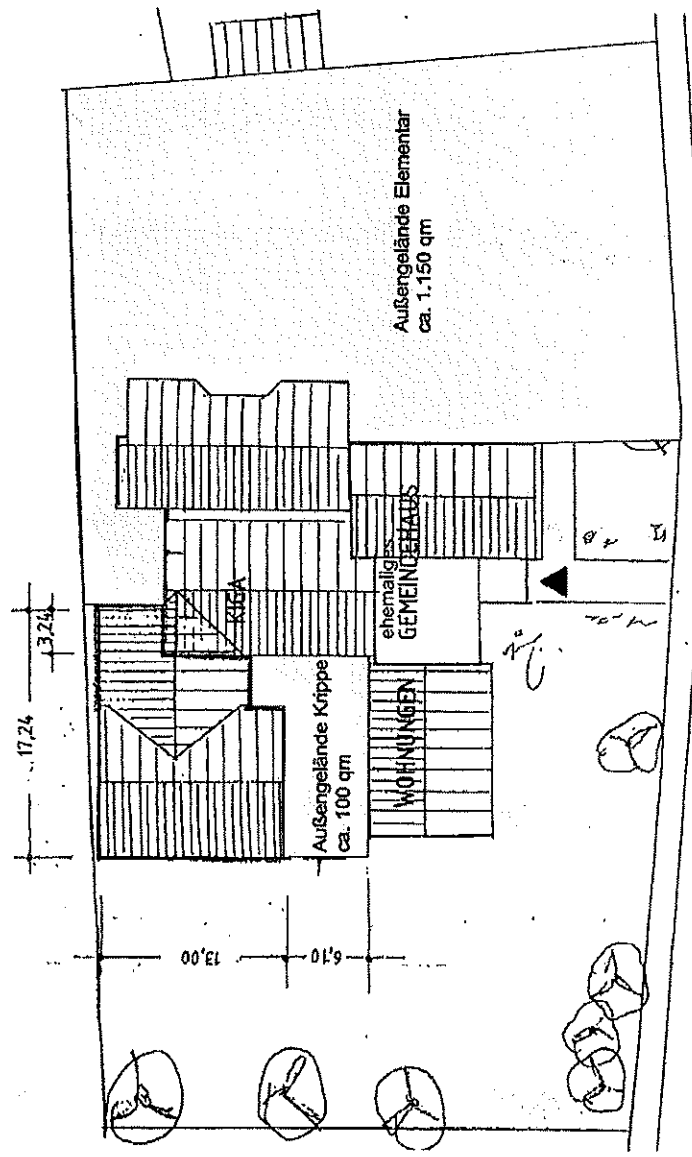 Außengelände Elementar
ca. 1.150 qm
17,24
3,24
KIGA
ehemaliges
GEMEINDEHAUS
Außengelände Krippe
ca. 100 qm
WOHNUNGEN
13,00
6,10